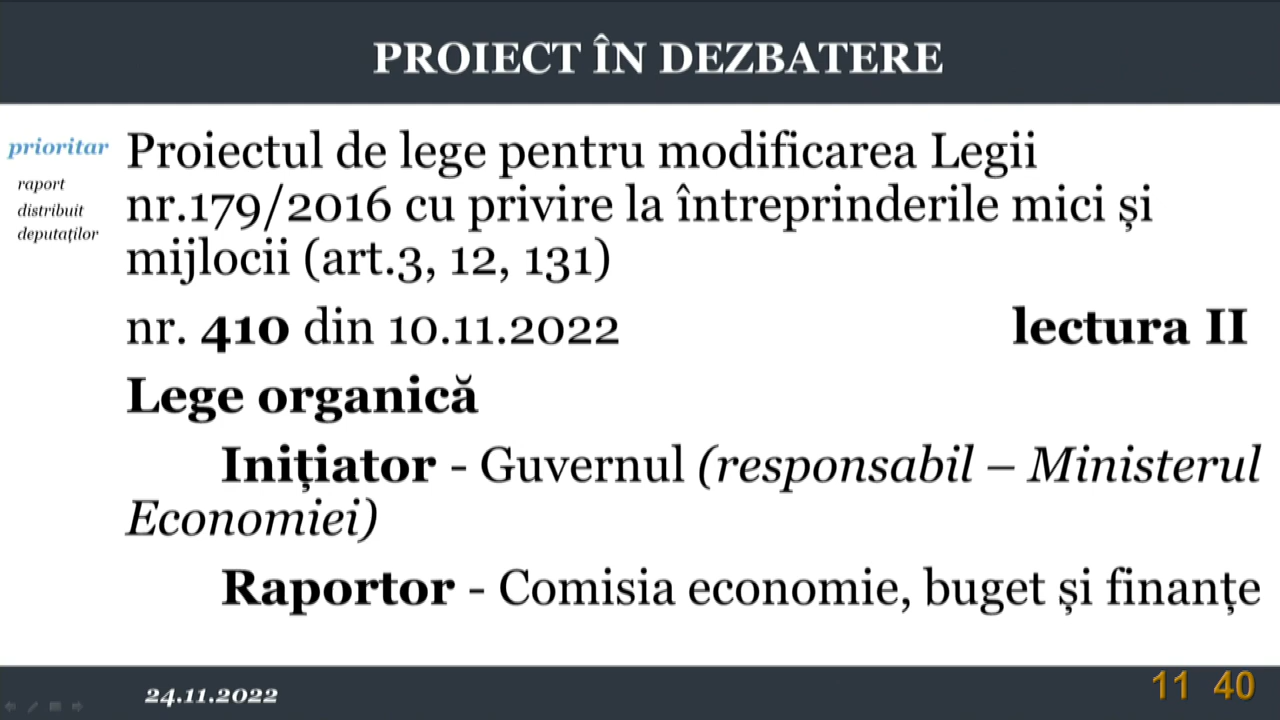 PROIECT ÎN DEZBATERE
prioritar
raport
distribuit
deputaților
Proiectul de lege pentru modificarea Legii
nr.179/2016 cu privire la întreprinderile mici și
mijlocii (art.3, 12, 131)
nr. 410 din 10.11.2022 lectura II
Lege organică
Inițiator - Guvernul (responsabil – Ministerul
Economiei)
Raportor - Comisia economie, buget și finanțe
24.11.2022
11 40